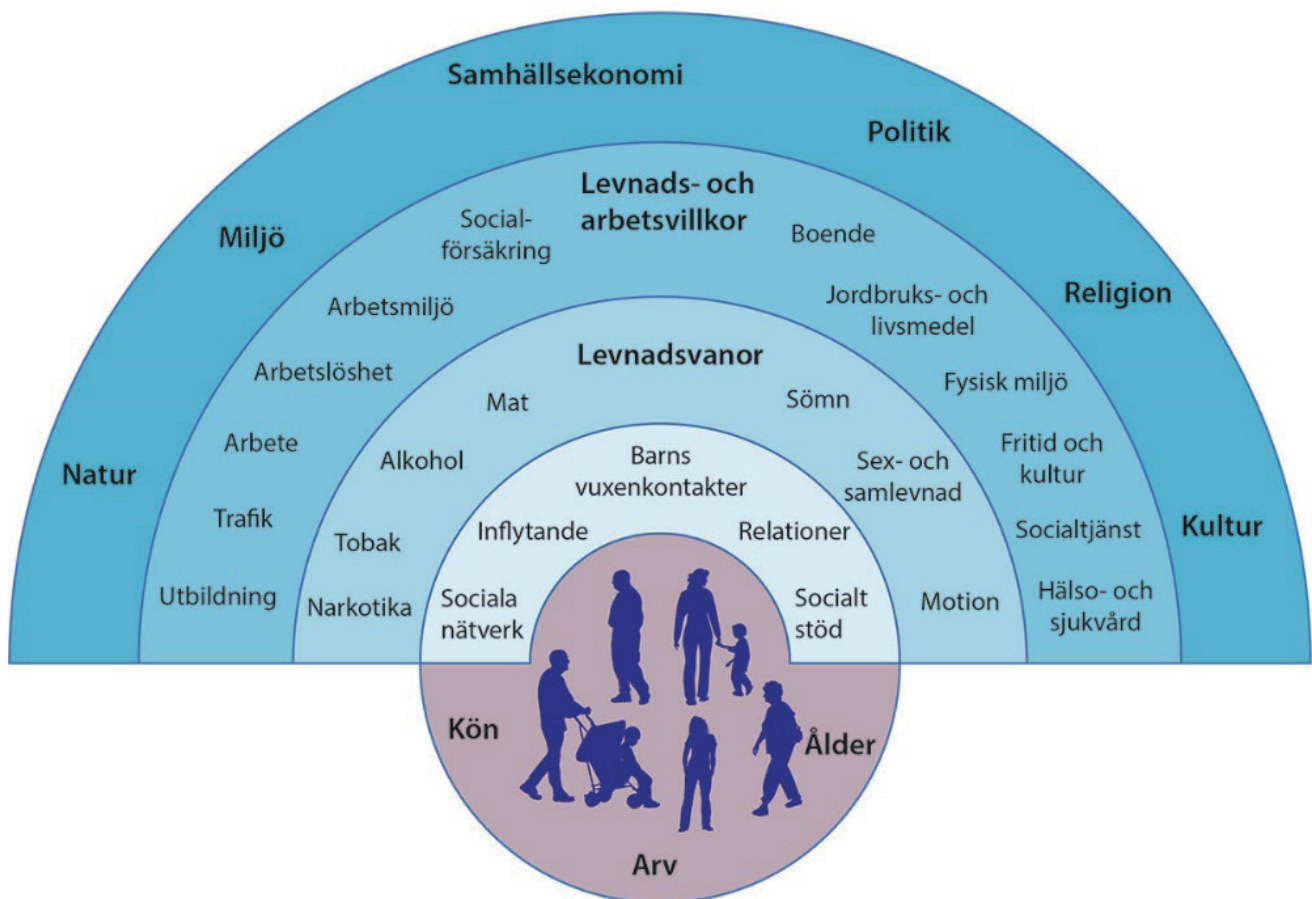 Samhällsekonomi
Politik
Miljö
Religion
Natur
Kultur
Levnads- och
arbetsvillkor
Social-
försäkring
Boende
Arbetsmiljö
Jordbruks- och
livsmedel
Arbetslöshet
Fysisk miljö
Arbete
Fritid och
kultur
Trafik
Socialtjänst
Utbildning
Hälso- och
sjukvård
Levnadsvanor
Mat
Sömn
Alkohol
Sex- och
samlevnad
Tobak
Narkotika
Motion
Barns
vuxenkontakter
Inflytande
Relationer
Sociala
nätverk
Socialt
stöd
Kön
Ålder
Arv